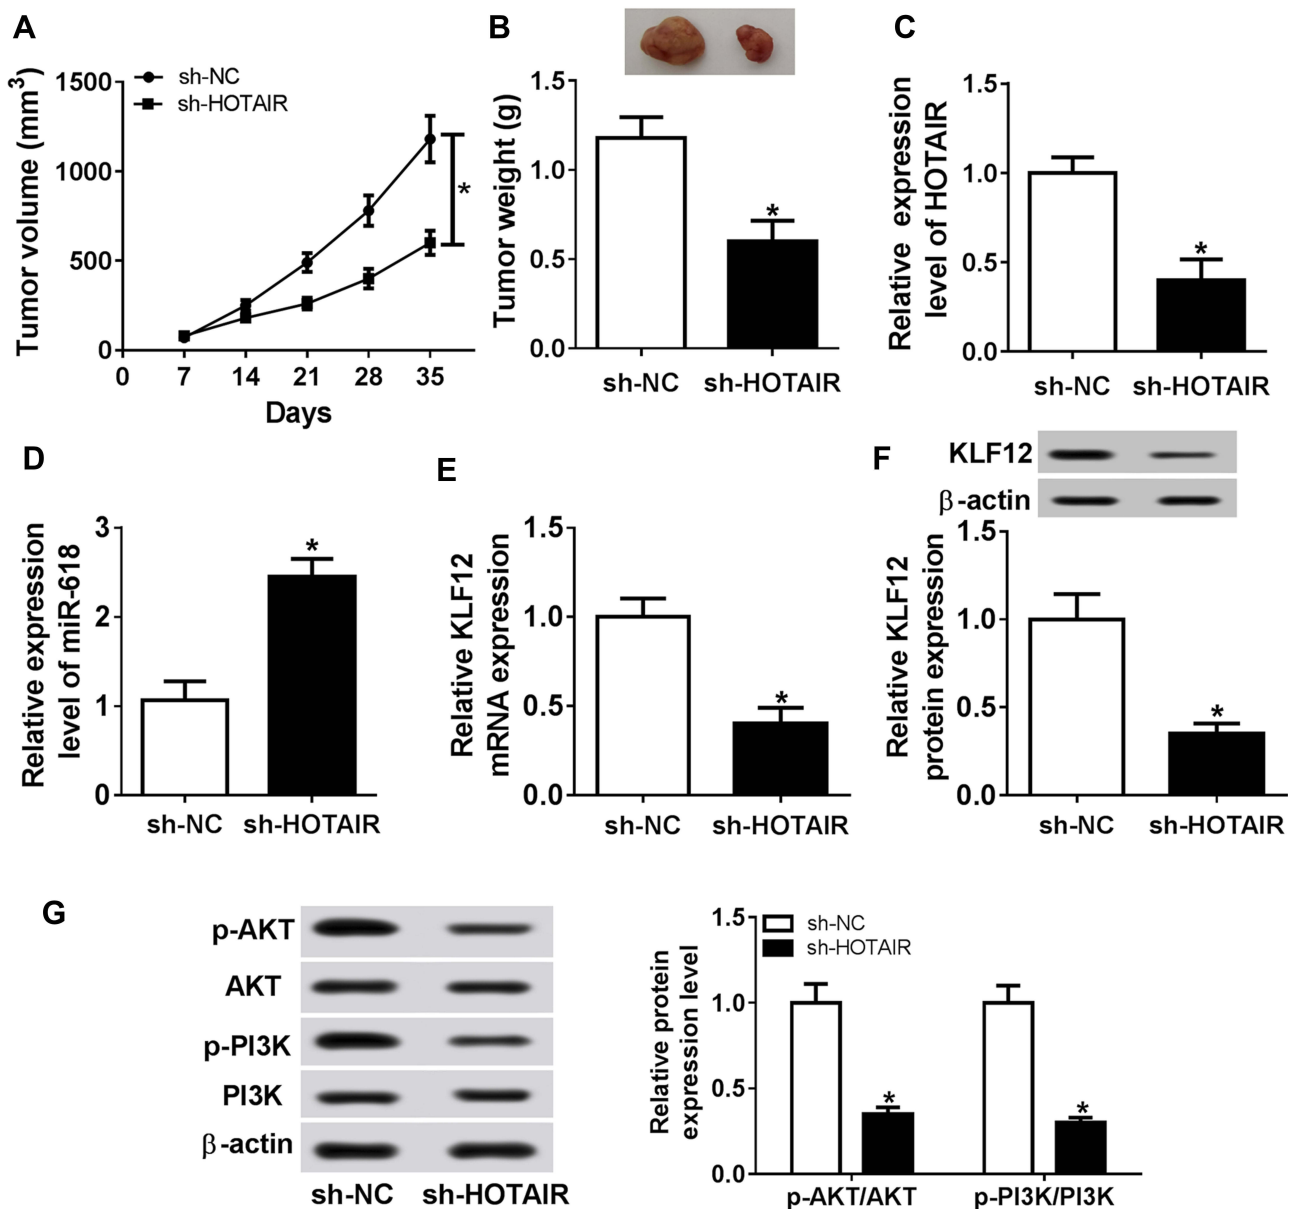 A
Tumor volume (mm3)
1500
1000
500
0
sh-NC
sh-HOTAIR
*
0 7 14 21 28 35
Days
B
Tumor weight (g)
1.5
1.0
0.5
0.0
*
sh-NC sh-HOTAIR
C
Relative expression
level of HOTAIR
1.5
1.0
0.5
0.0
*
sh-NC sh-HOTAIR
D
Relative expression
level of miR-618
3
2
1
0
*
sh-NC sh-HOTAIR
E
Relative KLF12
mRNA expression
1.5
1.0
0.5
0.0
*
sh-NC sh-HOTAIR
F
KLF12
β-actin
Relative KLF12
protein expression
1.5
1.0
0.5
0.0
*
sh-NC sh-HOTAIR
G
p-AKT
AKT
p-PI3K
PI3K
β-actin
sh-NC sh-HOTAIR
Relative protein
expression level
1.5
1.0
0.5
0.0
sh-NC
sh-HOTAIR
*
*
p-AKT/AKT p-PI3K/PI3K